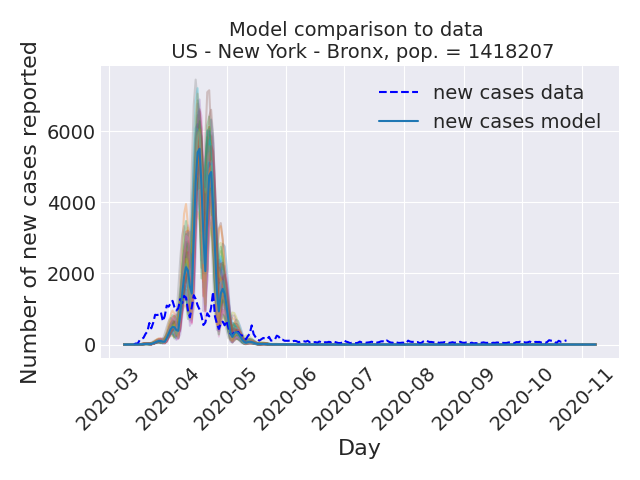 Model comparison to data
US - New York - Bronx, pop. = 1418207
Number of new cases reported
6000
4000
2000
0
new cases data
new cases model
2020-03
2020-04
2020-05
2020-06
2020-07
2020-08
2020-09
2020-10
2020-11
Day